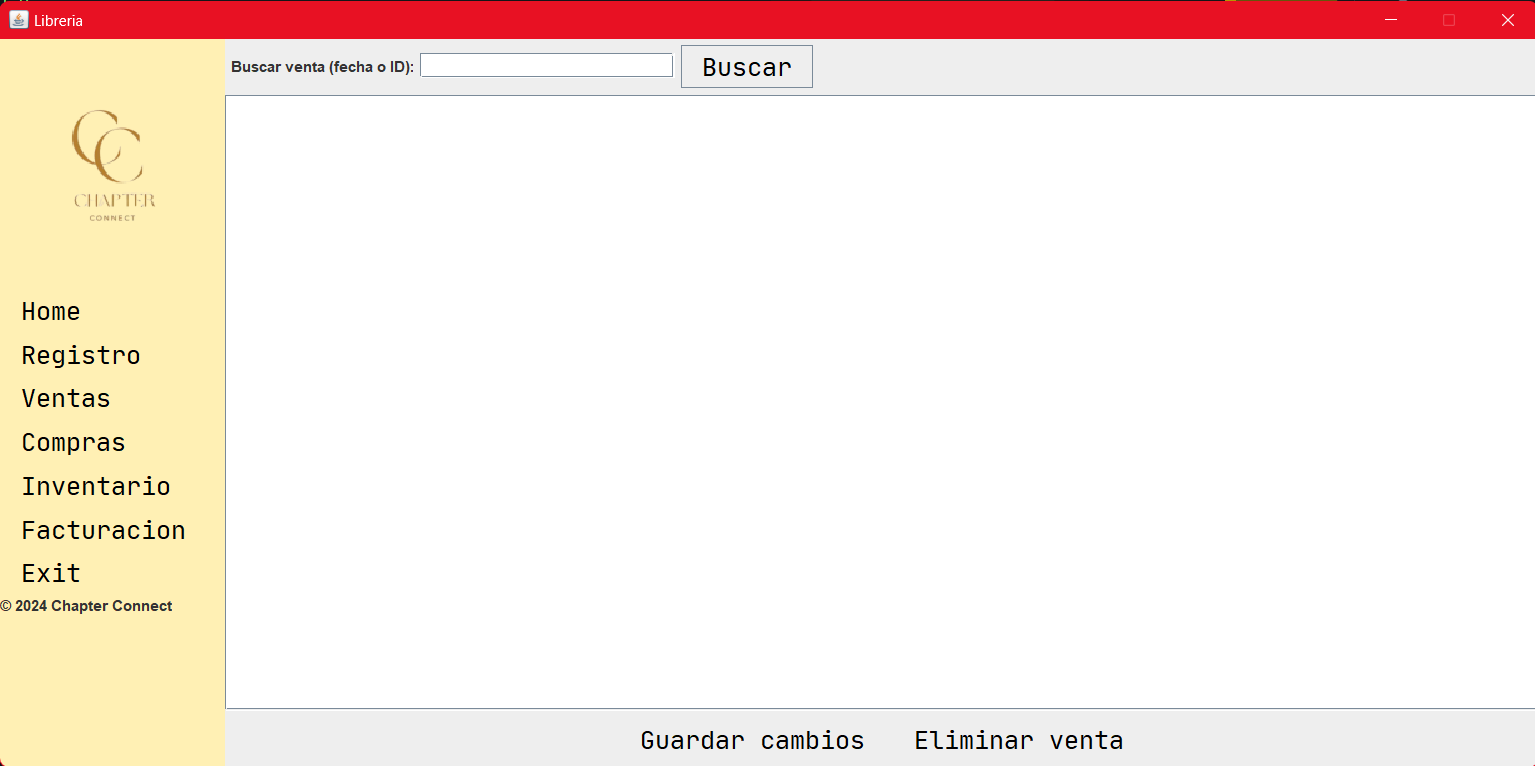 Libreria
Buscar venta (fecha o ID):
Buscar
CC
CHAPTER
CONNECT
Home
Registro
Ventas
Compras
Inventario
Facturacion
Exit
© 2024 Chapter Connect
Guardar cambios
Eliminar venta